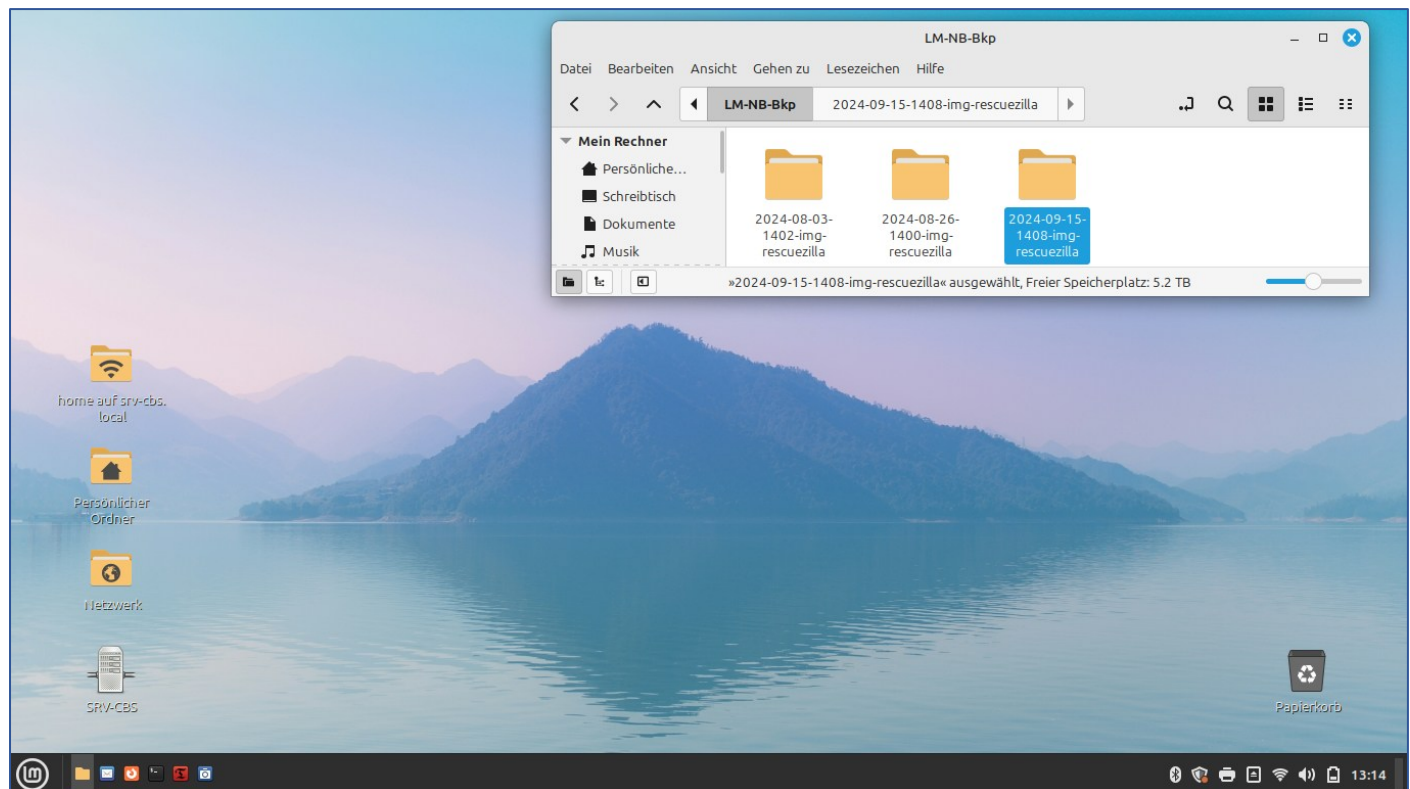 LM-NB-Bkp
Datei Bearbeiten Ansicht Gehen zu Lesezeichen Hilfe
LM-NB-Bkp 2024-09-15-1408-img-rescuezilla
Mein Rechner
Persönliche…
Schreibtisch
Dokumente
Musik
2024-08-03-
1402-img-
rescuezilla
2024-08-26-
1400-img-
rescuezilla
2024-09-15-
1408-img-
rescuezilla
»2024-09-15-1408-img-rescuezilla« ausgewählt, Freier Speicherplatz: 5.2 TB
home auf srv-cbs.
local
Persönlicher
Ordner
Netzwerk
SRV-CBS
Papierkorb
13:14